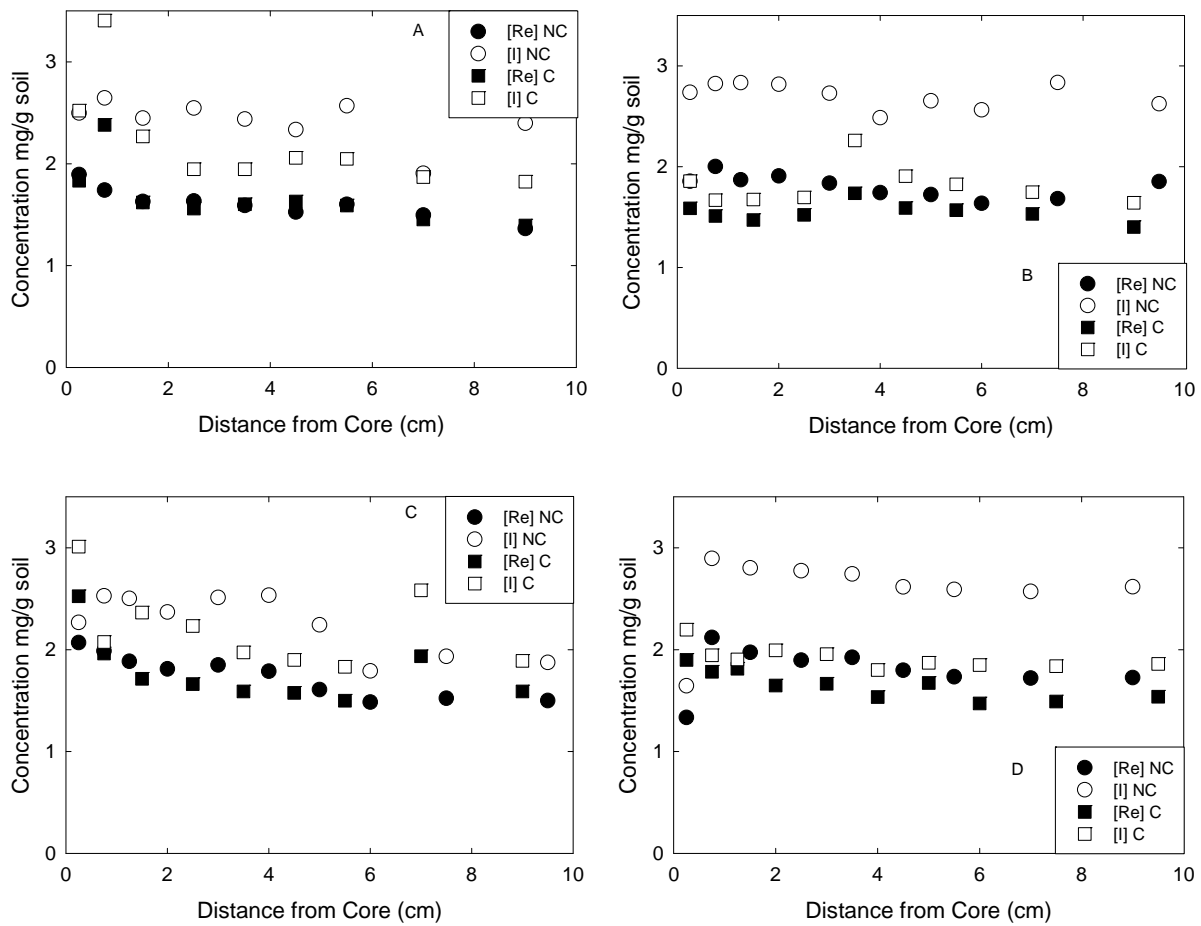 A
[Re] NC
[I] NC
[Re] C
[I] C
Concentration mg/g soil
3
2
1
0
0 2 4 6 8 10
Distance from Core (cm)
B
[Re] NC
[I] NC
[Re] C
[I] C
Concentration mg/g soil
3
2
1
0
0 2 4 6 8 10
Distance from Core (cm)
C
[Re] NC
[I] NC
[Re] C
[I] C
Concentration mg/g soil
3
2
1
0
0 2 4 6 8 10
Distance from Core (cm)
D
[Re] NC
[I] NC
[Re] C
[I] C
Concentration mg/g soil
3
2
1
0
0 2 4 6 8 10
Distance from Core (cm)